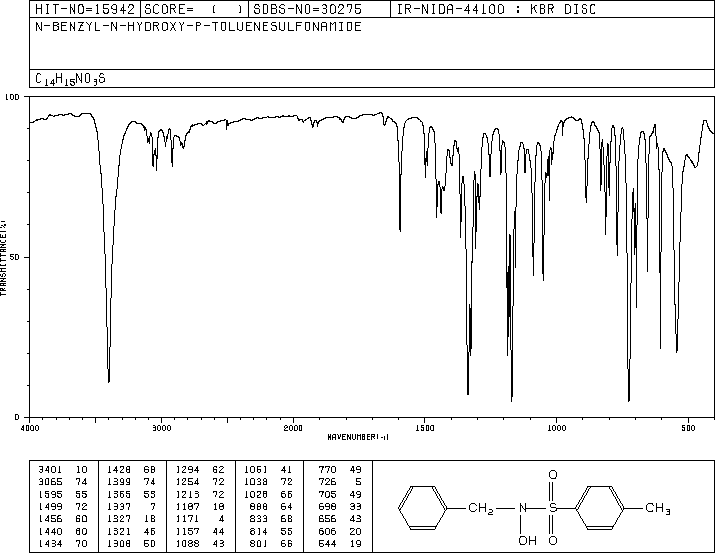 HIT-NO=15942 SCORE= ( ) SDBS-NO=30275 IR-NIDA-44100 : KBR DISC
N-BENZYL-N-HYDROXY-P-TOLUENESULFONAMIDE
C14H15NO3S
100
50
0
TRANSMITTANCE(%)
4000 3000 2000 1500 1000 500
WAVENUMBER(-1)
3401 10 1428 68 1294 62 1051 41 770 49
3065 74 1399 74 1254 72 1038 72 726 5
1595 55 1365 55 1213 72 1028 66 705 49
1499 72 1337 7 1187 18 888 64 698 33
1456 60 1327 18 1171 4 833 68 656 43
1440 60 1321 46 1157 44 814 55 606 20
1434 70 1308 50 1088 43 801 66 544 19
O
CH2 N S CH3
OH O